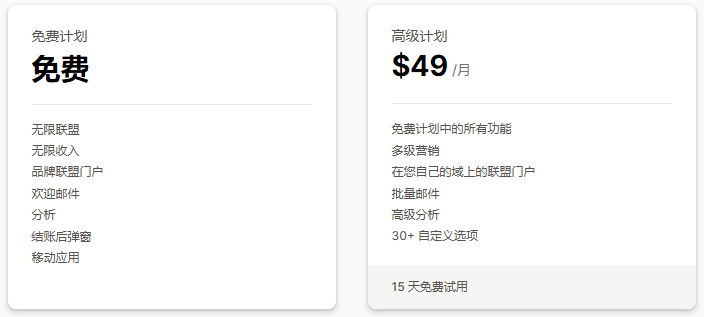 免费计划
免费
无限联盟
无限收入
品牌联盟门户
欢迎邮件
分析
结账后弹窗
移动应用
高级计划
$49 /月
免费计划中的所有功能
多级营销
在您自己的域上的联盟门户
批量邮件
高级分析
30+ 自定义选项
15 天免费试用